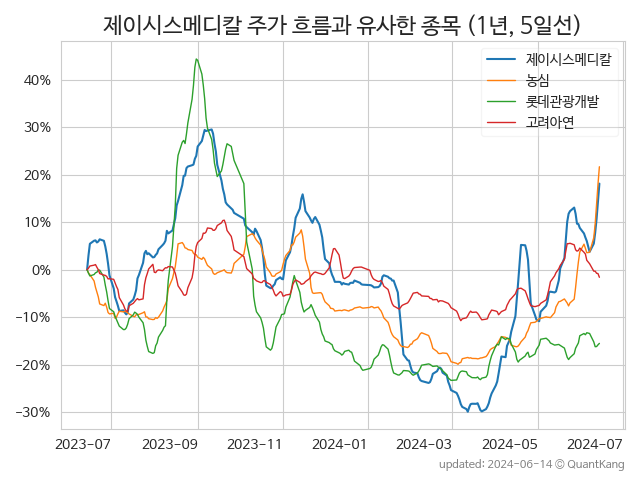 제이시스메디칼 주가 흐름과 유사한 종목 (1년, 5일선)
제이시스메디칼
농심
롯데관광개발
고려아연
40%
30%
20%
10%
0%
−10%
−20%
−30%
2023-07
2023-09
2023-11
2024-01
2024-03
2024-05
2024-07
updated: 2024-06-14 © QuantKang